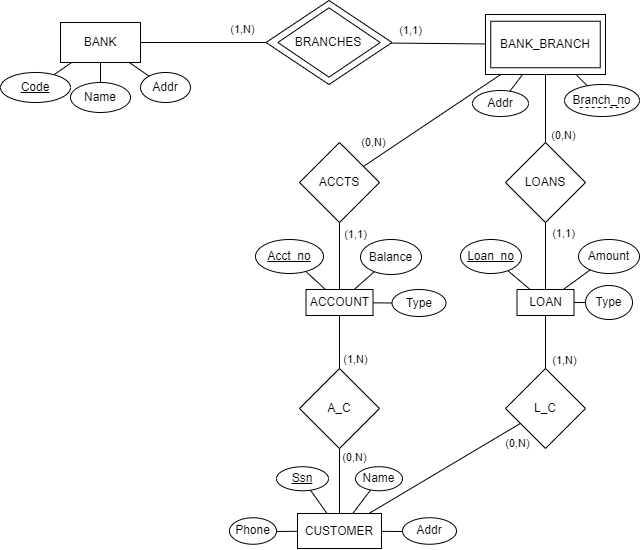 (1,N)
(1,1)
BANK
BRANCHES
BANK_BRANCH
Code
Name
Addr
Addr
Branch_no
(0,N)
(0,N)
ACCTS
LOANS
(1,1)
(1,1)
Acct_no
Balance
Loan_no
Amount
ACCOUNT
Type
LOAN
Type
(1,N)
(1,N)
A_C
L_C
(0,N)
(0,N)
Ssn
Name
Phone
CUSTOMER
Addr